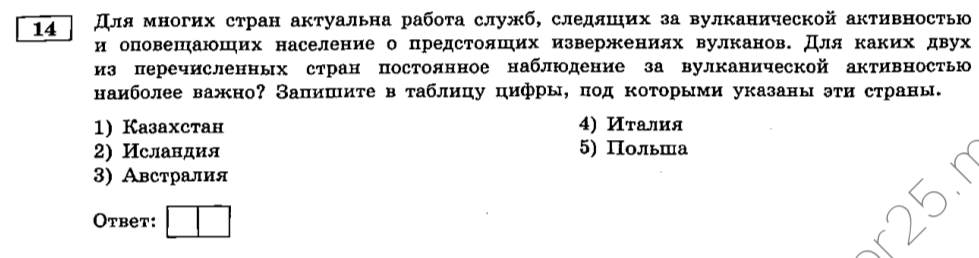 14
Для многих стран актуальна работа служб, следящих за вулканической активностью
и оповещающих население о предстоящих извержениях вулканов. Для каких двух
из перечисленных стран постоянное наблюдение за вулканической активностью
наиболее важно? Запишите в таблицу цифры, под которыми указаны эти страны.
1) Казахстан
2) Исландия
3) Австралия
4) Италия
5) Польша
Ответ:
or25.m